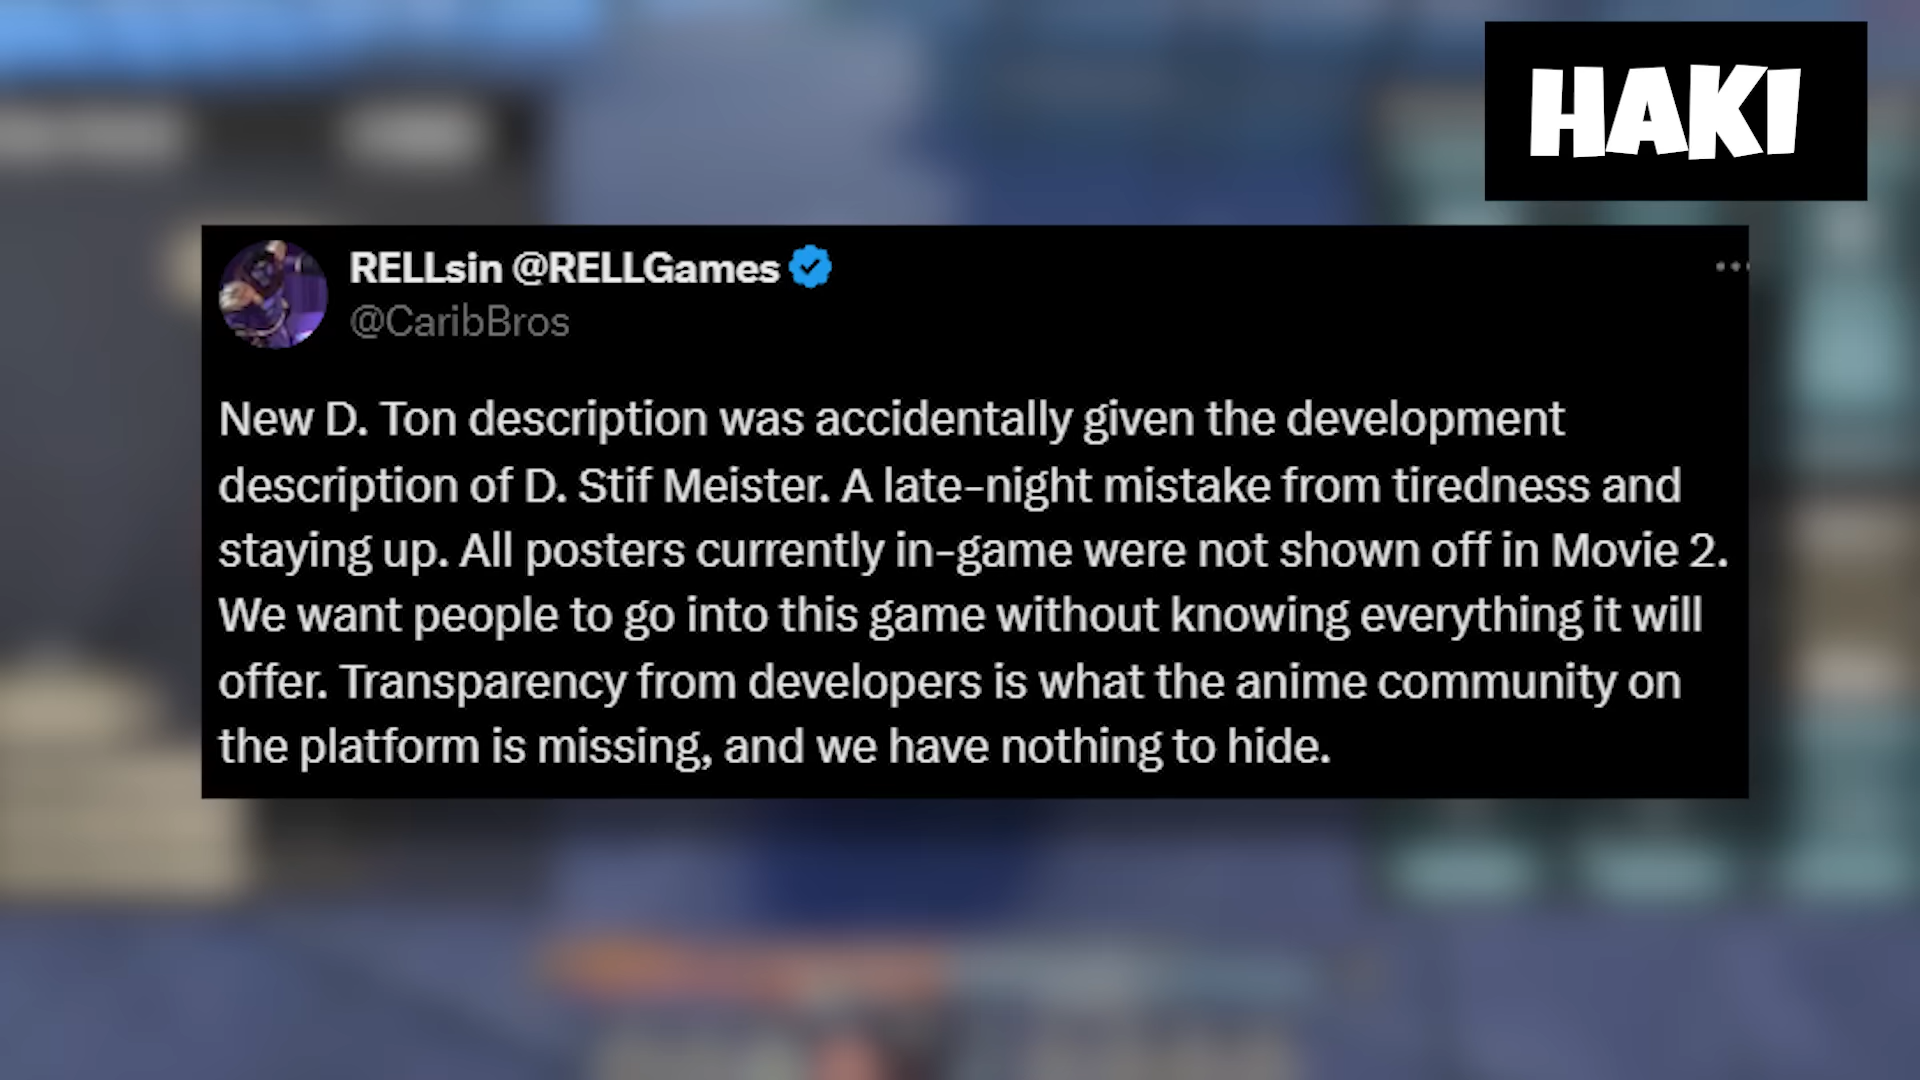 HAKI
RELLsin @RELLGames
@CaribBros
New D. Ton description was accidentally given the development
description of D. Stif Meister. A late-night mistake from tiredness and
staying up. All posters currently in-game were not shown off in Movie 2.
We want people to go into this game without knowing everything it will
offer. Transparency from developers is what the anime community on
the platform is missing, and we have nothing to hide.